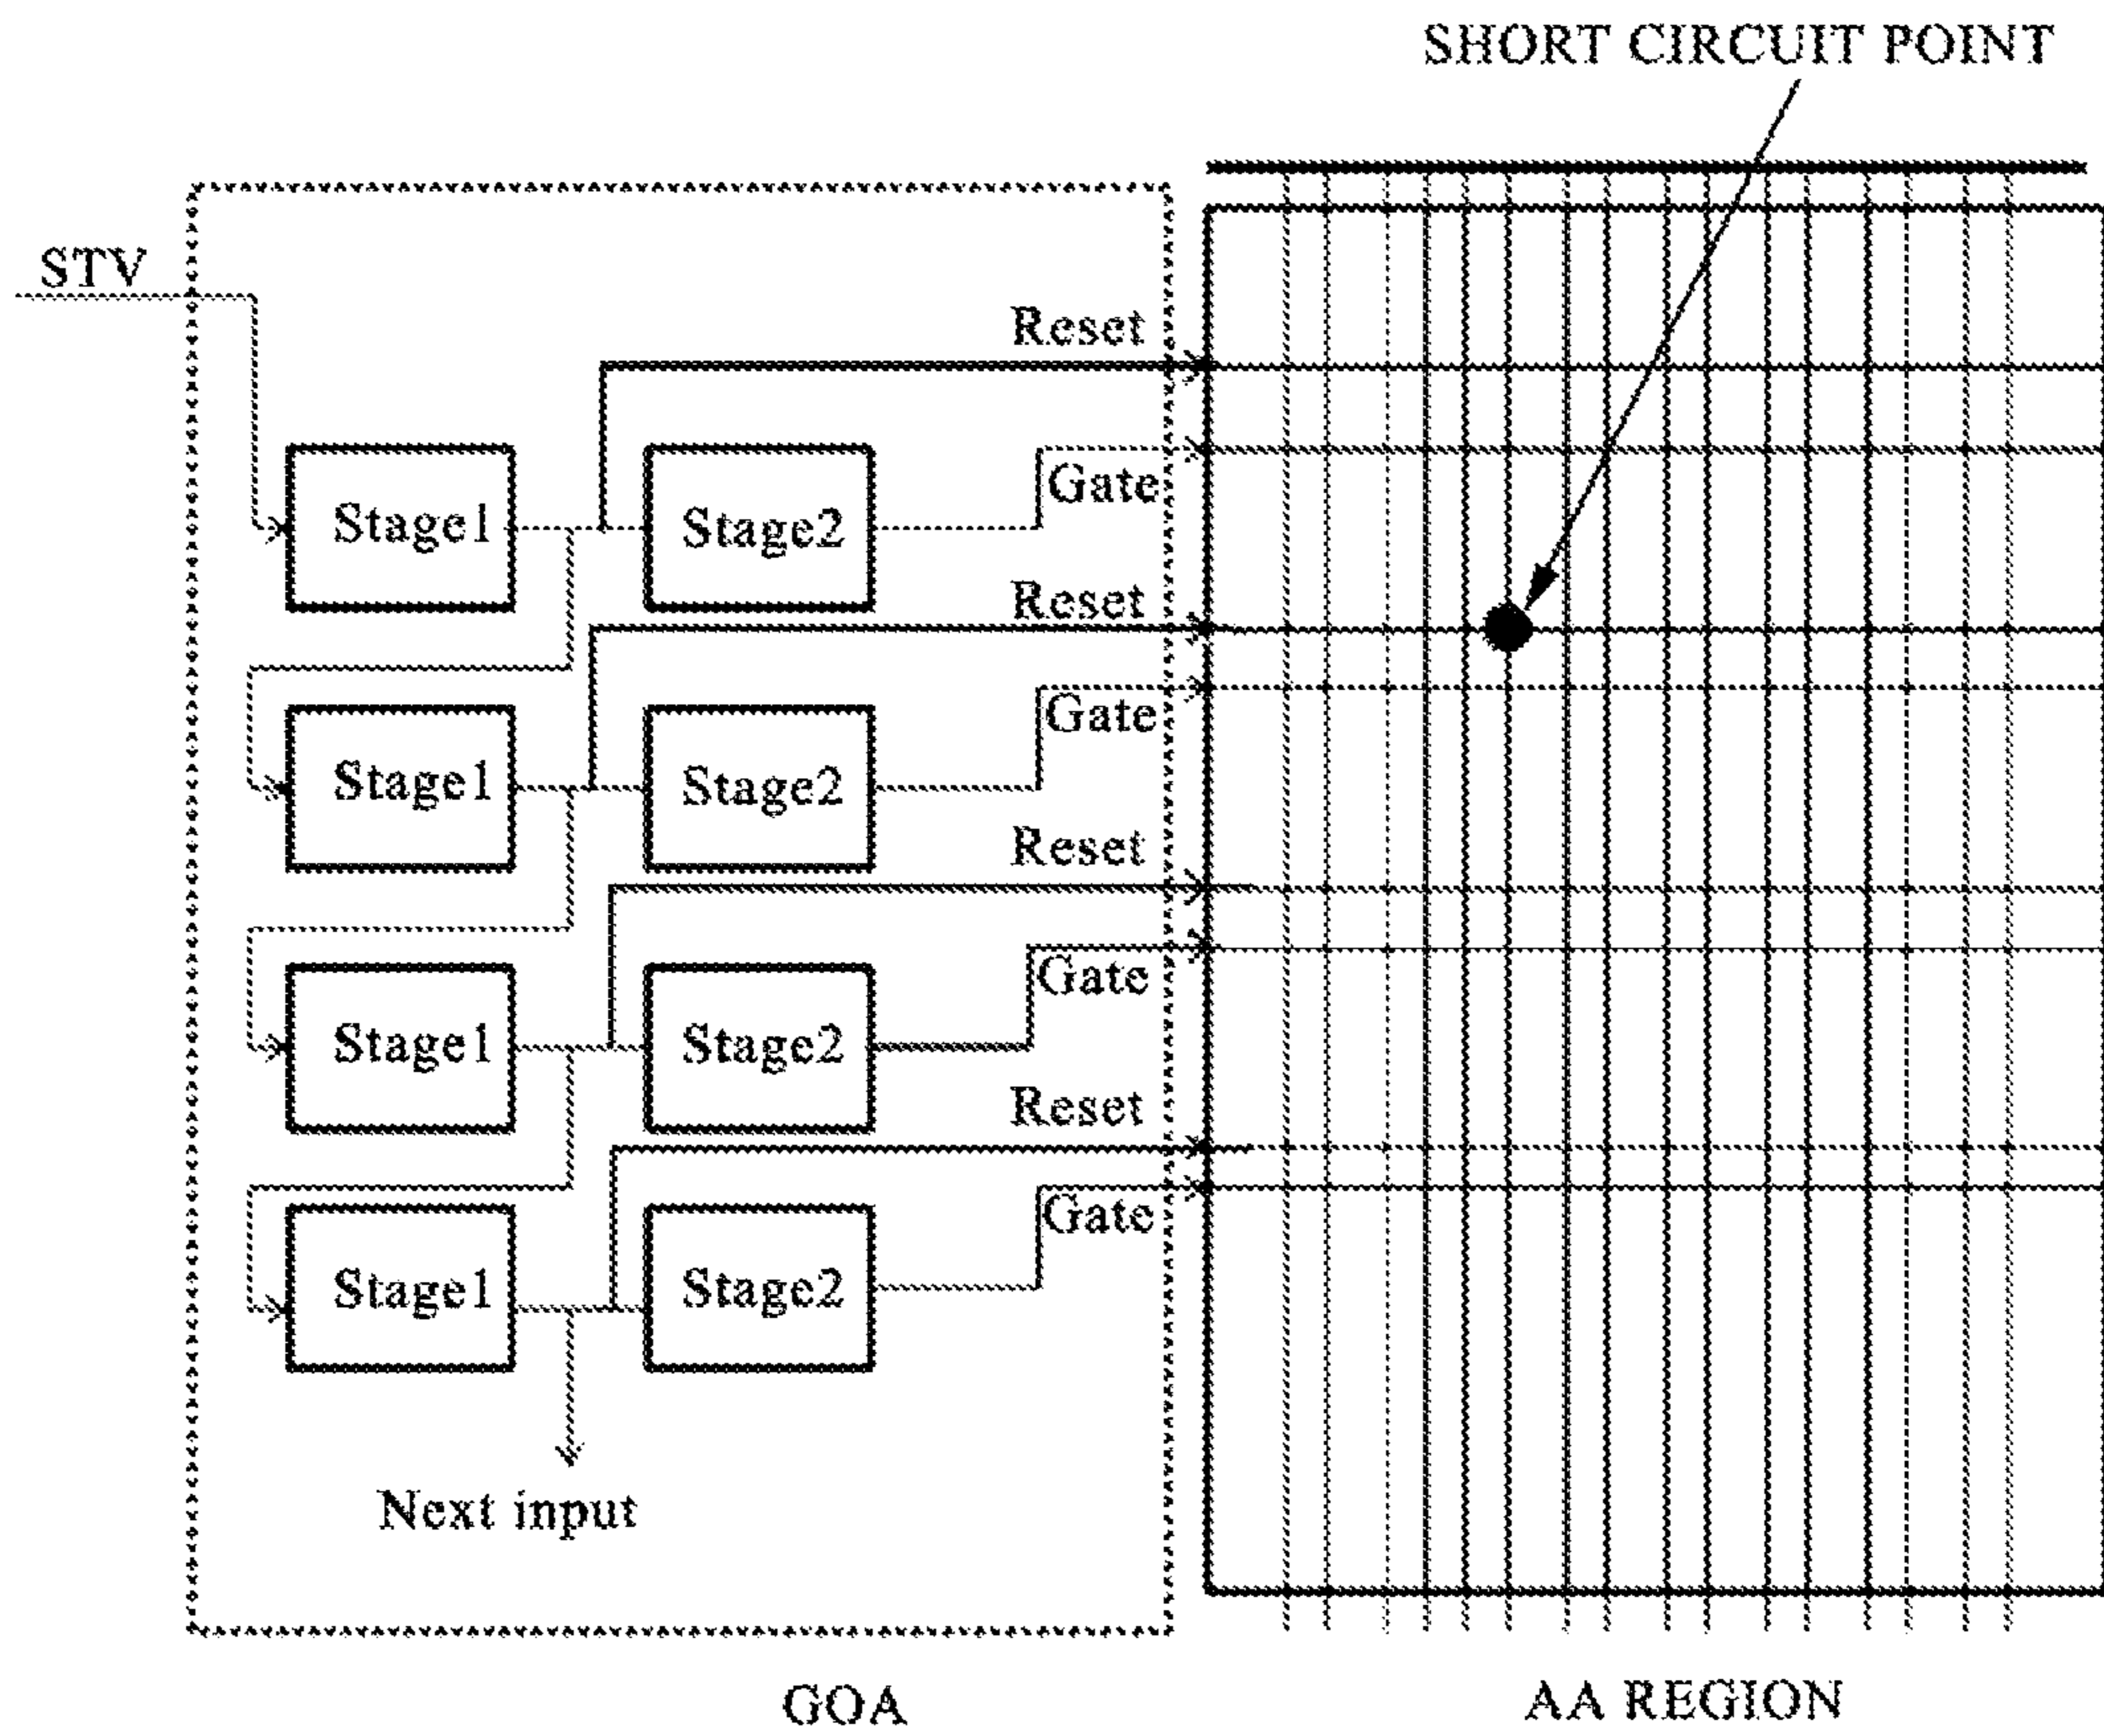 SHORT CIRCUIT POINT
STV
Reset
Stage1
Stage2
Gate
Reset
Stage1
Stage2
Gate
Reset
Stage1
Stage2
Gate
Reset
Stage1
Stage2
Gate
Next input
GOA
AA REGION